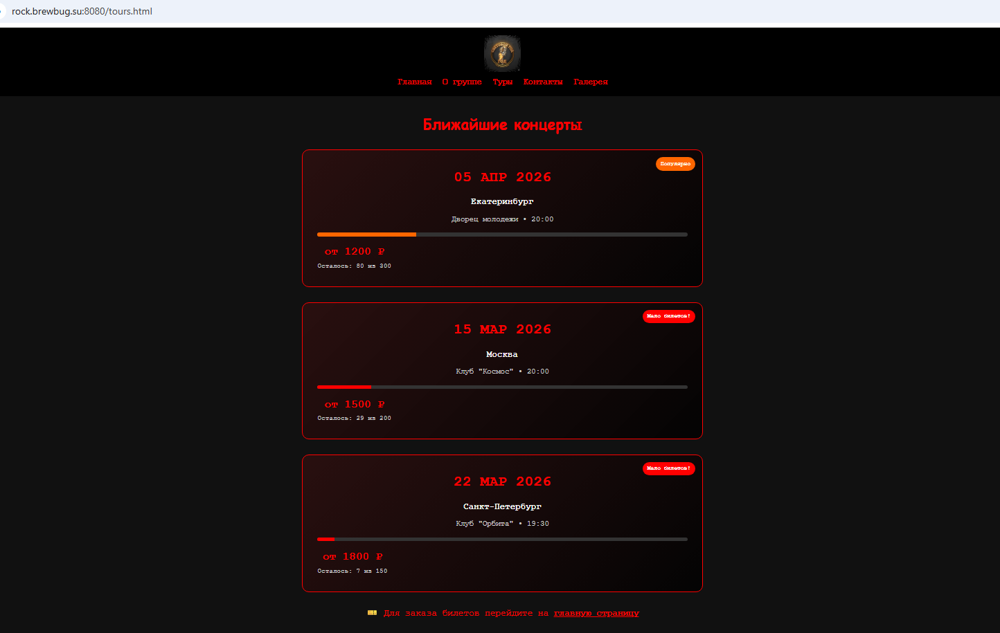 rock.brewbug.su:8080/tours.html
Главная О группе Туры Контакты Галерея
Ближайшие концерты
Популярно
05 АПР 2026
Екатеринбург
Дворец молодежи • 20:00
от 1200 ₽
Осталось: 80 из 300
Мало билетов!
15 МАР 2026
Москва
Клуб "Космос" • 20:00
от 1500 ₽
Осталось: 29 из 200
Мало билетов!
22 МАР 2026
Санкт-Петербург
Клуб "Орбита" • 19:30
от 1800 ₽
Осталось: 7 из 150
🎫 Для заказа билетов перейдите на главную страницу